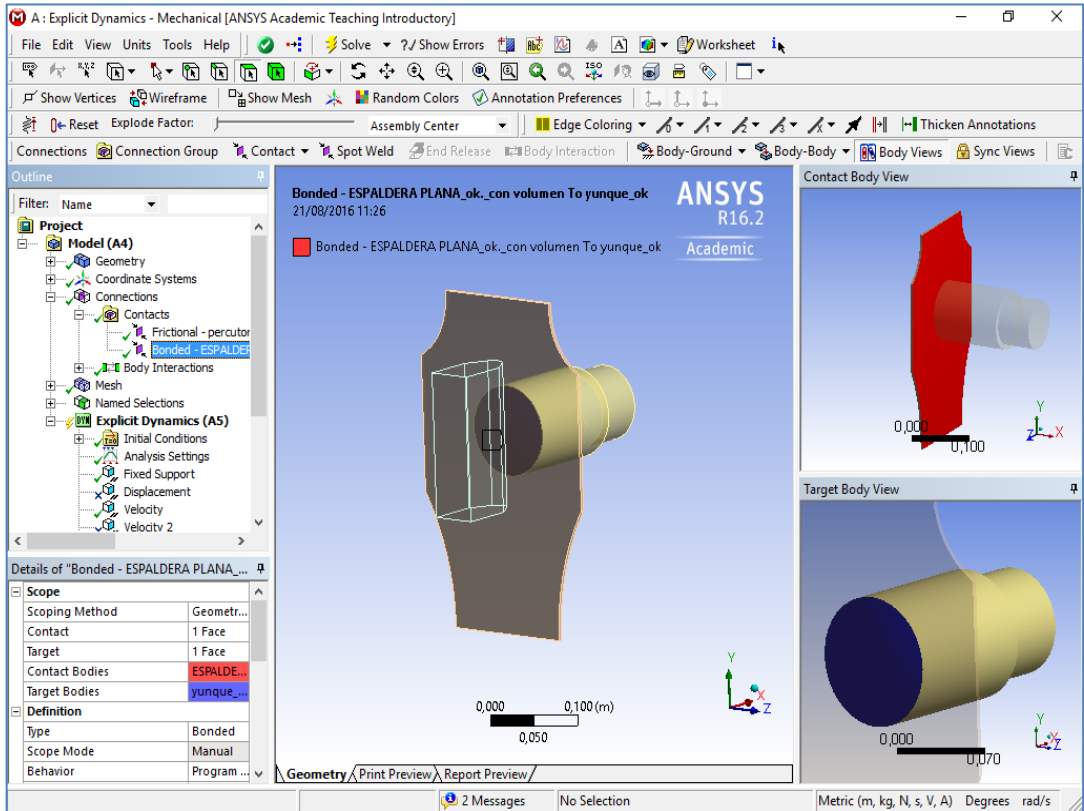 A : Explicit Dynamics - Mechanical [ANSYS Academic Teaching Introductory]
File Edit View Units Tools Help Solve ?/ Show Errors Worksheet
Show Vertices Wireframe Show Mesh Random Colors Annotation Preferences
Reset Explode Factor: Assembly Center Edge Coloring Thicken Annotations
Connections Connection Group Contact Spot Weld End Release Body Interaction Body-Ground Body-Body Body Views Sync Views
Outline
Filter: Name
Project
Model (A4)
Geometry
Coordinate Systems
Connections
Contacts
Frictional - percutor
Bonded - ESPALDER
Body Interactions
Mesh
Named Selections
Explicit Dynamics (A5)
Initial Conditions
Analysis Settings
Fixed Support
Displacement
Velocity
Velocity 2
Details of "Bonded - ESPALDERA PLANA_...
Scope
Scoping Method Geometr...
Contact 1 Face
Target 1 Face
Contact Bodies ESPALDE...
Target Bodies yunque_...
Definition
Type Bonded
Scope Mode Manual
Behavior Program ...
Bonded - ESPALDERA PLANA_ok._con volumen To yunque_ok
21/08/2016 11:26
Bonded - ESPALDERA PLANA_ok._con volumen To yunque_ok
ANSYS
R16.2
Academic
Y
X
Z
0,000 0,100 (m)
0,050
Geometry Print Preview Report Preview
Contact Body View
0,000
0,100
Y
Z X
Target Body View
0,000
0,070
Y
X
Z
2 Messages No Selection Metric (m, kg, N, s, V, A) Degrees rad/s